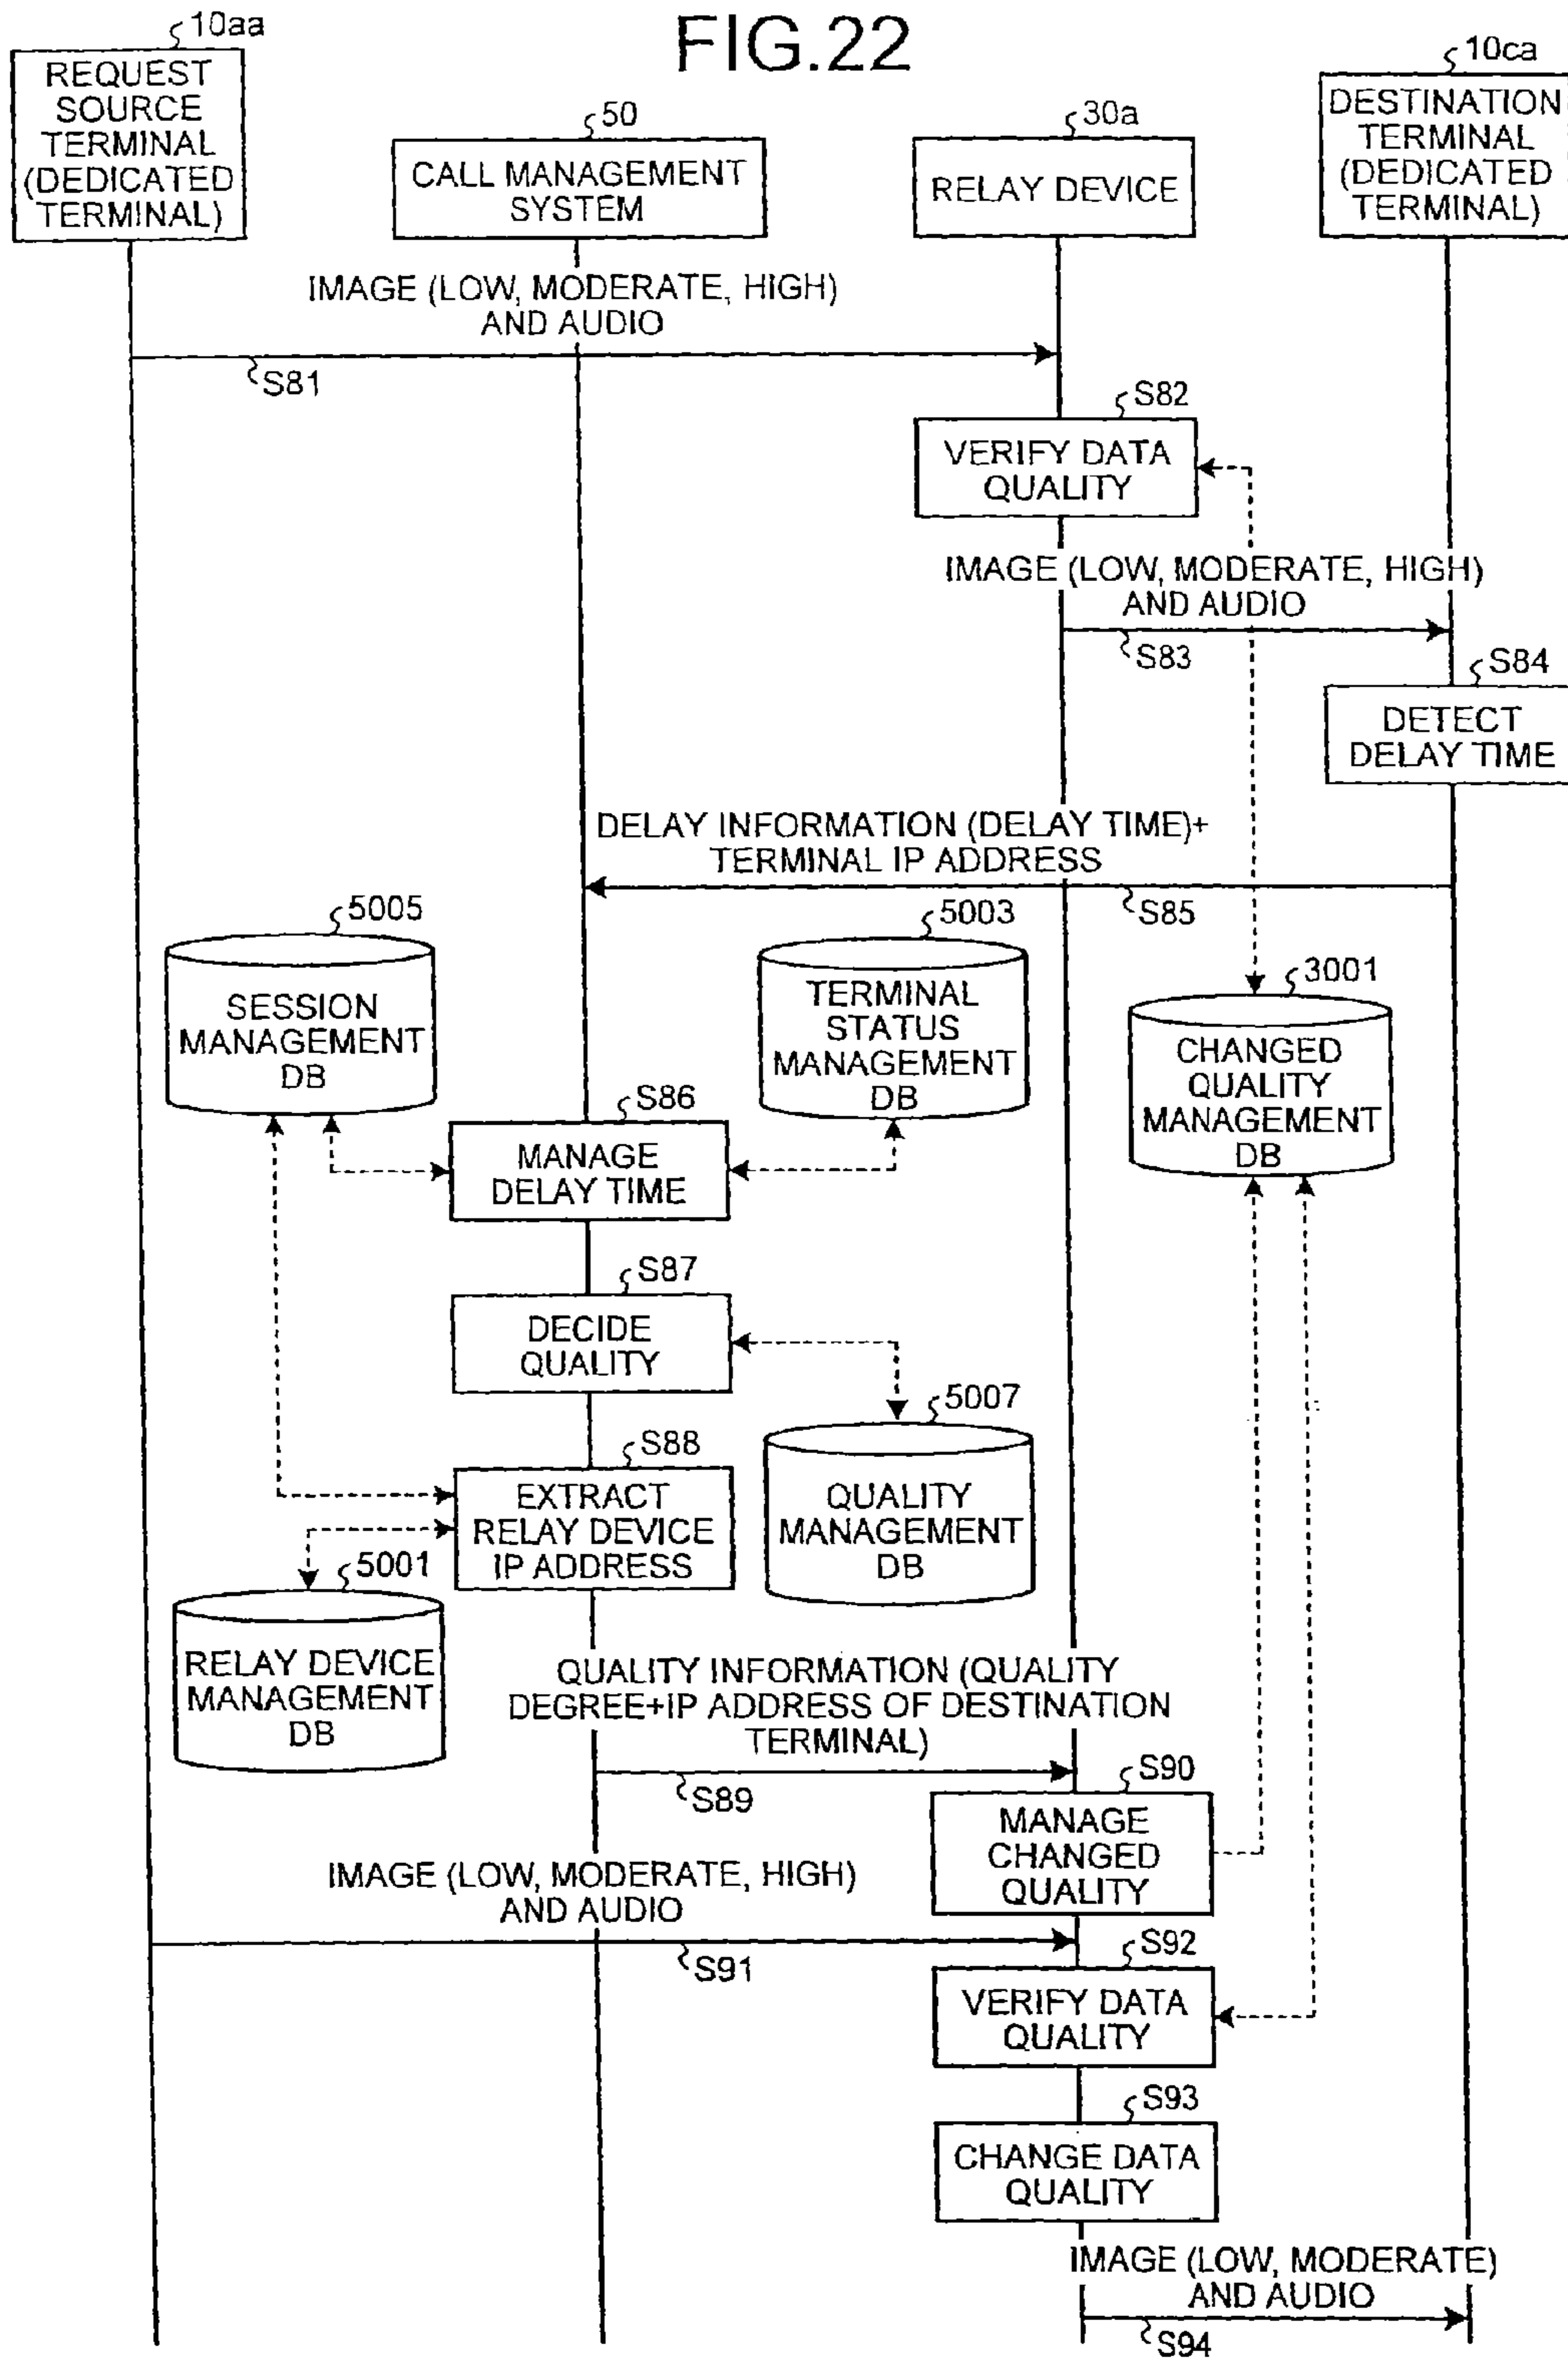 FIG.22
10aa
REQUEST
SOURCE
TERMINAL
(DEDICATED
TERMINAL)
50
CALL MANAGEMENT
SYSTEM
30a
RELAY DEVICE
10ca
DESTINATION
TERMINAL
(DEDICATED
TERMINAL)
IMAGE (LOW, MODERATE, HIGH)
AND AUDIO
S81
S82
VERIFY DATA
QUALITY
IMAGE (LOW, MODERATE, HIGH)
AND AUDIO
S83
S84
DETECT
DELAY TIME
DELAY INFORMATION (DELAY TIME)+
TERMINAL IP ADDRESS
S85
5005
SESSION
MANAGEMENT
DB
5003
TERMINAL
STATUS
MANAGEMENT
DB
3001
CHANGED
QUALITY
MANAGEMENT
DB
S86
MANAGE
DELAY TIME
S87
DECIDE
QUALITY
5007
QUALITY
MANAGEMENT
DB
S88
EXTRACT
RELAY DEVICE
IP ADDRESS
5001
RELAY DEVICE
MANAGEMENT
DB
QUALITY INFORMATION (QUALITY
DEGREE+IP ADDRESS OF DESTINATION
TERMINAL)
S89
S90
MANAGE
CHANGED
QUALITY
IMAGE (LOW, MODERATE, HIGH)
AND AUDIO
S91
S92
VERIFY DATA
QUALITY
S93
CHANGE DATA
QUALITY
IMAGE (LOW, MODERATE)
AND AUDIO
S94